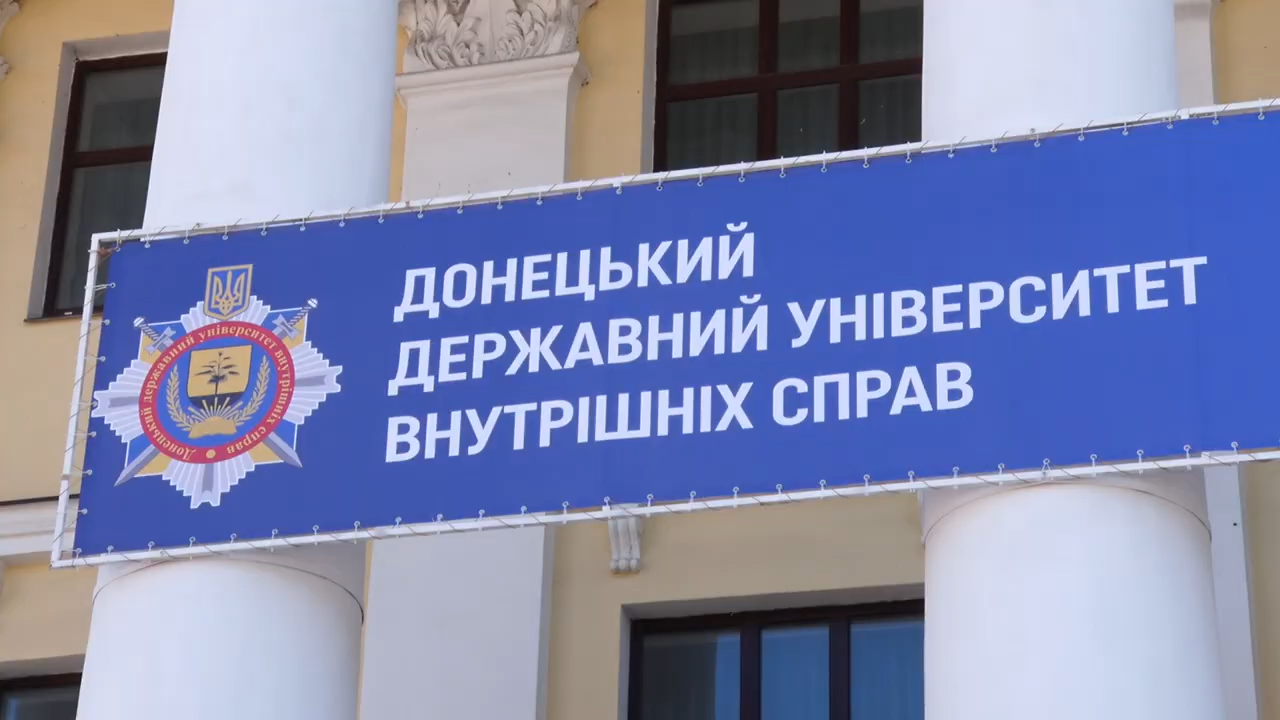 ДОНЕЦЬКИЙ
ДЕРЖАВНИЙ УНІВЕРСИТЕТ
ВНУТРІШНІХ СПРАВ
Донецький державний університет внутрішніх справ